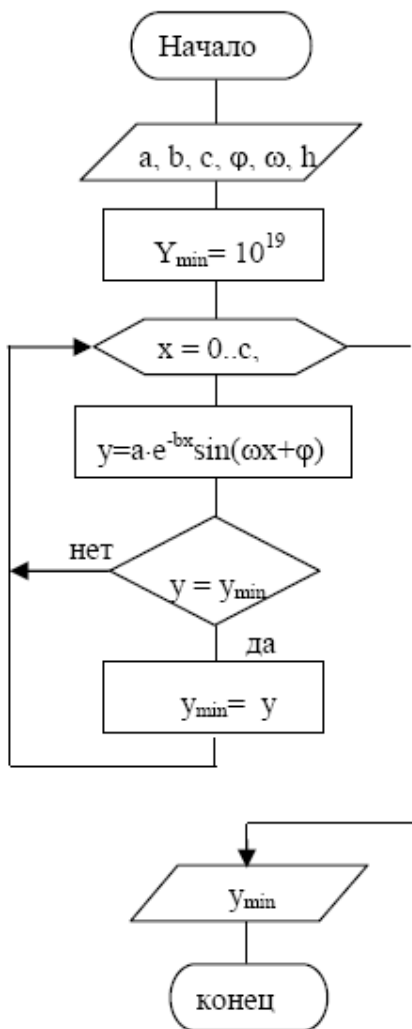 Начало
a, b, c, φ, ω, h
Ymin= 10^19
x = 0..c,
y=a·e^-bx sin(ωx+φ)
нет
y = ymin
да
ymin= y
ymin
конец